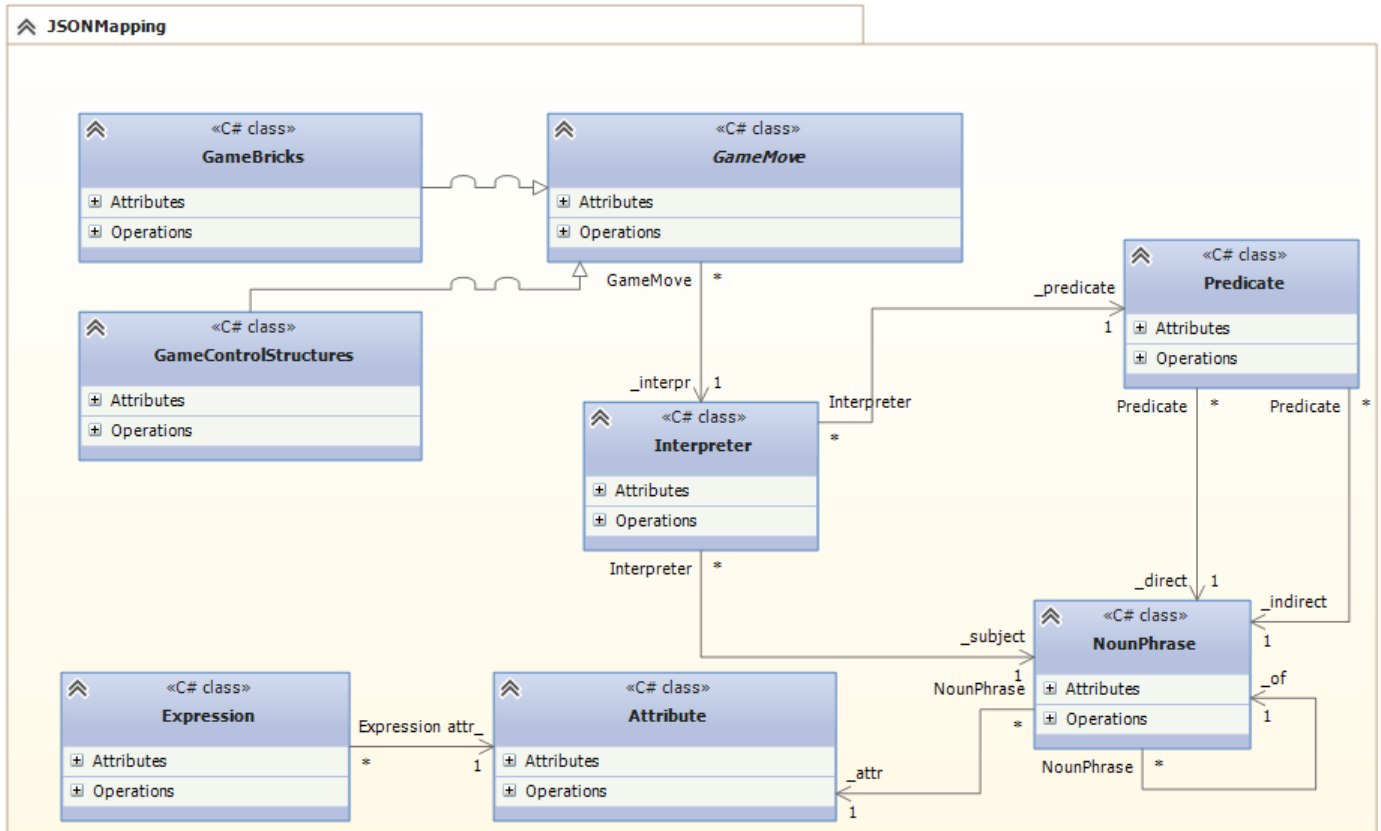 JSONMapping
«C# class»
GameBricks
Attributes
Operations
«C# class»
GameMove
Attributes
Operations
GameMove *
_interpr 1
«C# class»
GameControlStructures
Attributes
Operations
«C# class»
Predicate
Attributes
Operations
_predicate
1
Predicate *
Predicate *
Interpreter
*
«C# class»
Interpreter
Attributes
Operations
Interpreter *
_direct 1
_indirect
1
_subject
1
«C# class»
NounPhrase
Attributes
Operations
NounPhrase
*
_of
1
NounPhrase *
_attr
1
«C# class»
Expression
Attributes
Operations
Expression attr_
* 1
«C# class»
Attribute
Attributes
Operations